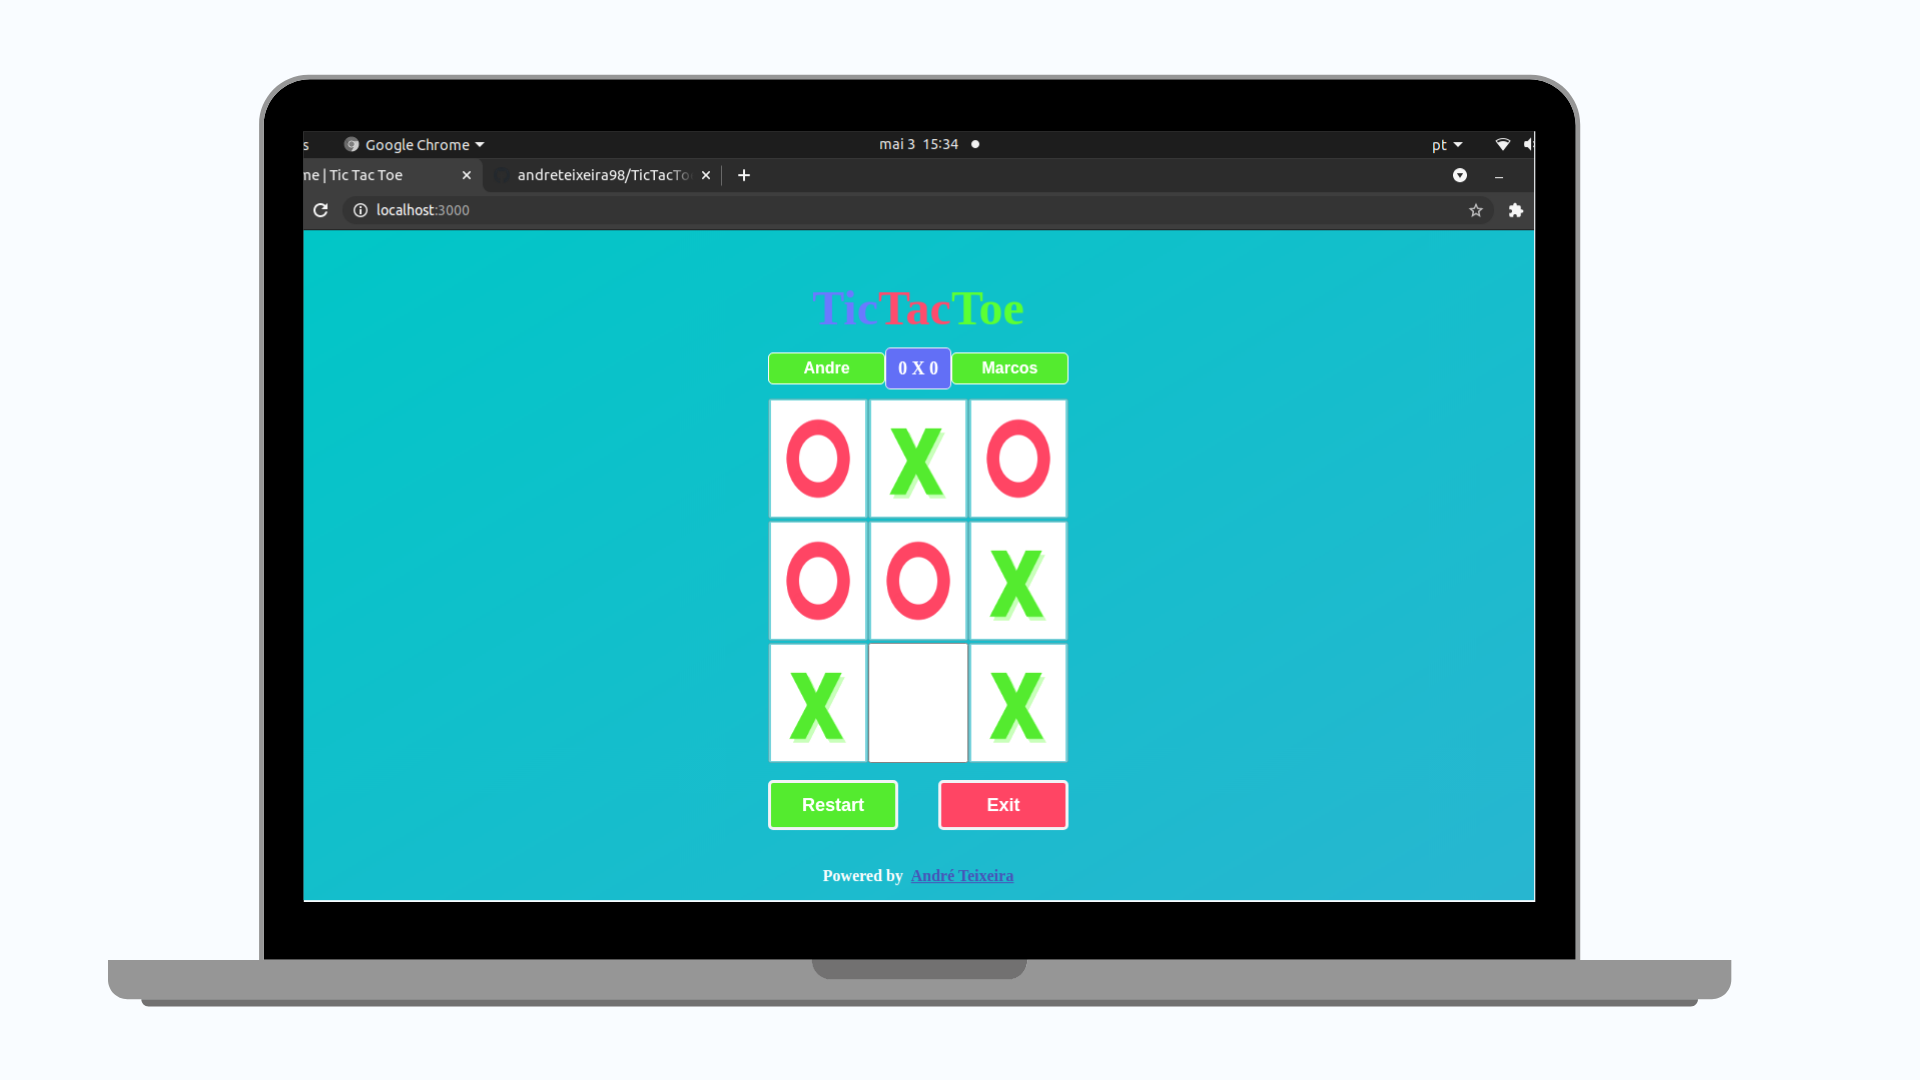 s Google Chrome mai 3 15:34 pt
ne | Tic Tac Toe andreteixeira98/TicTacTo
localhost:3000
TicTacToe
Andre 0 X 0 Marcos
O X O
O O X
X X
Restart Exit
Powered by André Teixeira